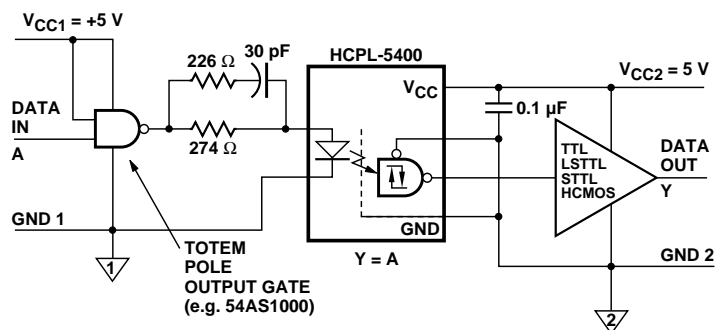 VCC1 = +5 V
226 Ω
30 pF
HCPL-5400
VCC
VCC2 = 5 V
0.1 µF
DATA
IN
A
274 Ω
TTL
LSTTL
STTL
HCMOS
DATA
OUT
Y
GND 1
GND
GND 2
1
TOTEM
POLE
OUTPUT GATE
(e.g. 54AS1000)
Y = A
2